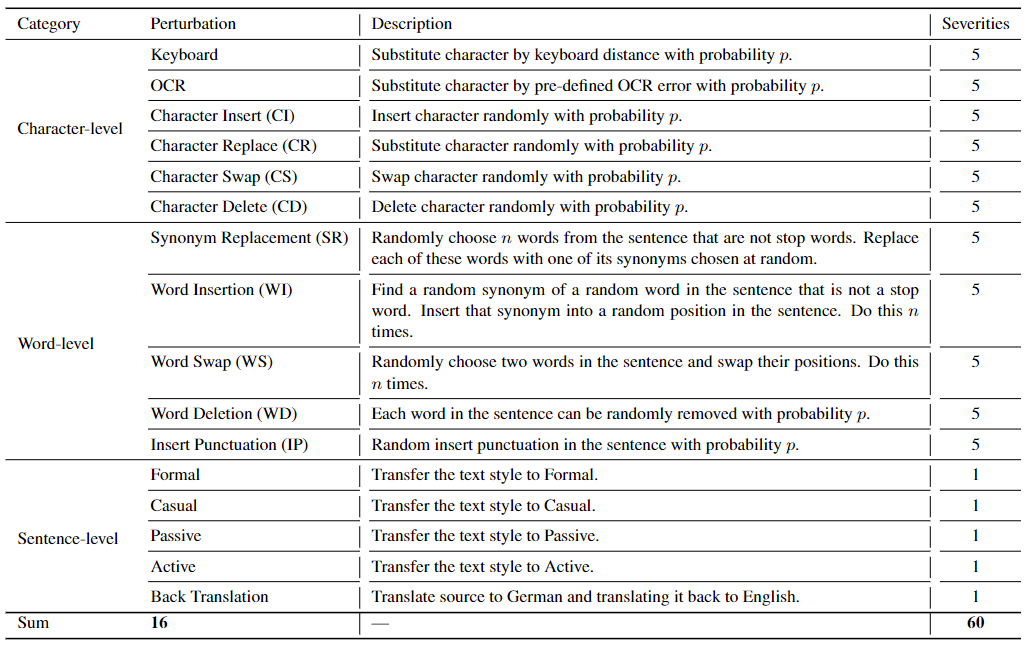 Category Perturbation Description Severities
Keyboard Substitute character by keyboard distance with probability p. 5
OCR Substitute character by pre-defined OCR error with probability p. 5
Character Insert (CI) Insert character randomly with probability p. 5
Character-level
Character Replace (CR) Substitute character randomly with probability p. 5
Character Swap (CS) Swap character randomly with probability p. 5
Character Delete (CD) Delete character randomly with probability p. 5
Synonym Replacement (SR) Randomly choose n words from the sentence that are not stop words. Replace 5
each of these words with one of its synonyms chosen at random.
Word Insertion (WI) Find a random synonym of a random word in the sentence that is not a stop 5
word. Insert that synonym into a random position in the sentence. Do this n
times.
Word-level
Word Swap (WS) Randomly choose two words in the sentence and swap their positions. Do this 5
n times.
Word Deletion (WD) Each word in the sentence can be randomly removed with probability p. 5
Insert Punctuation (IP) Random insert punctuation in the sentence with probability p. 5
Formal Transfer the text style to Formal. 1
Casual Transfer the text style to Casual. 1
Sentence-level Passive Transfer the text style to Passive. 1
Active Transfer the text style to Active. 1
Back Translation Translate source to German and translating it back to English. 1
Sum 16 — 60